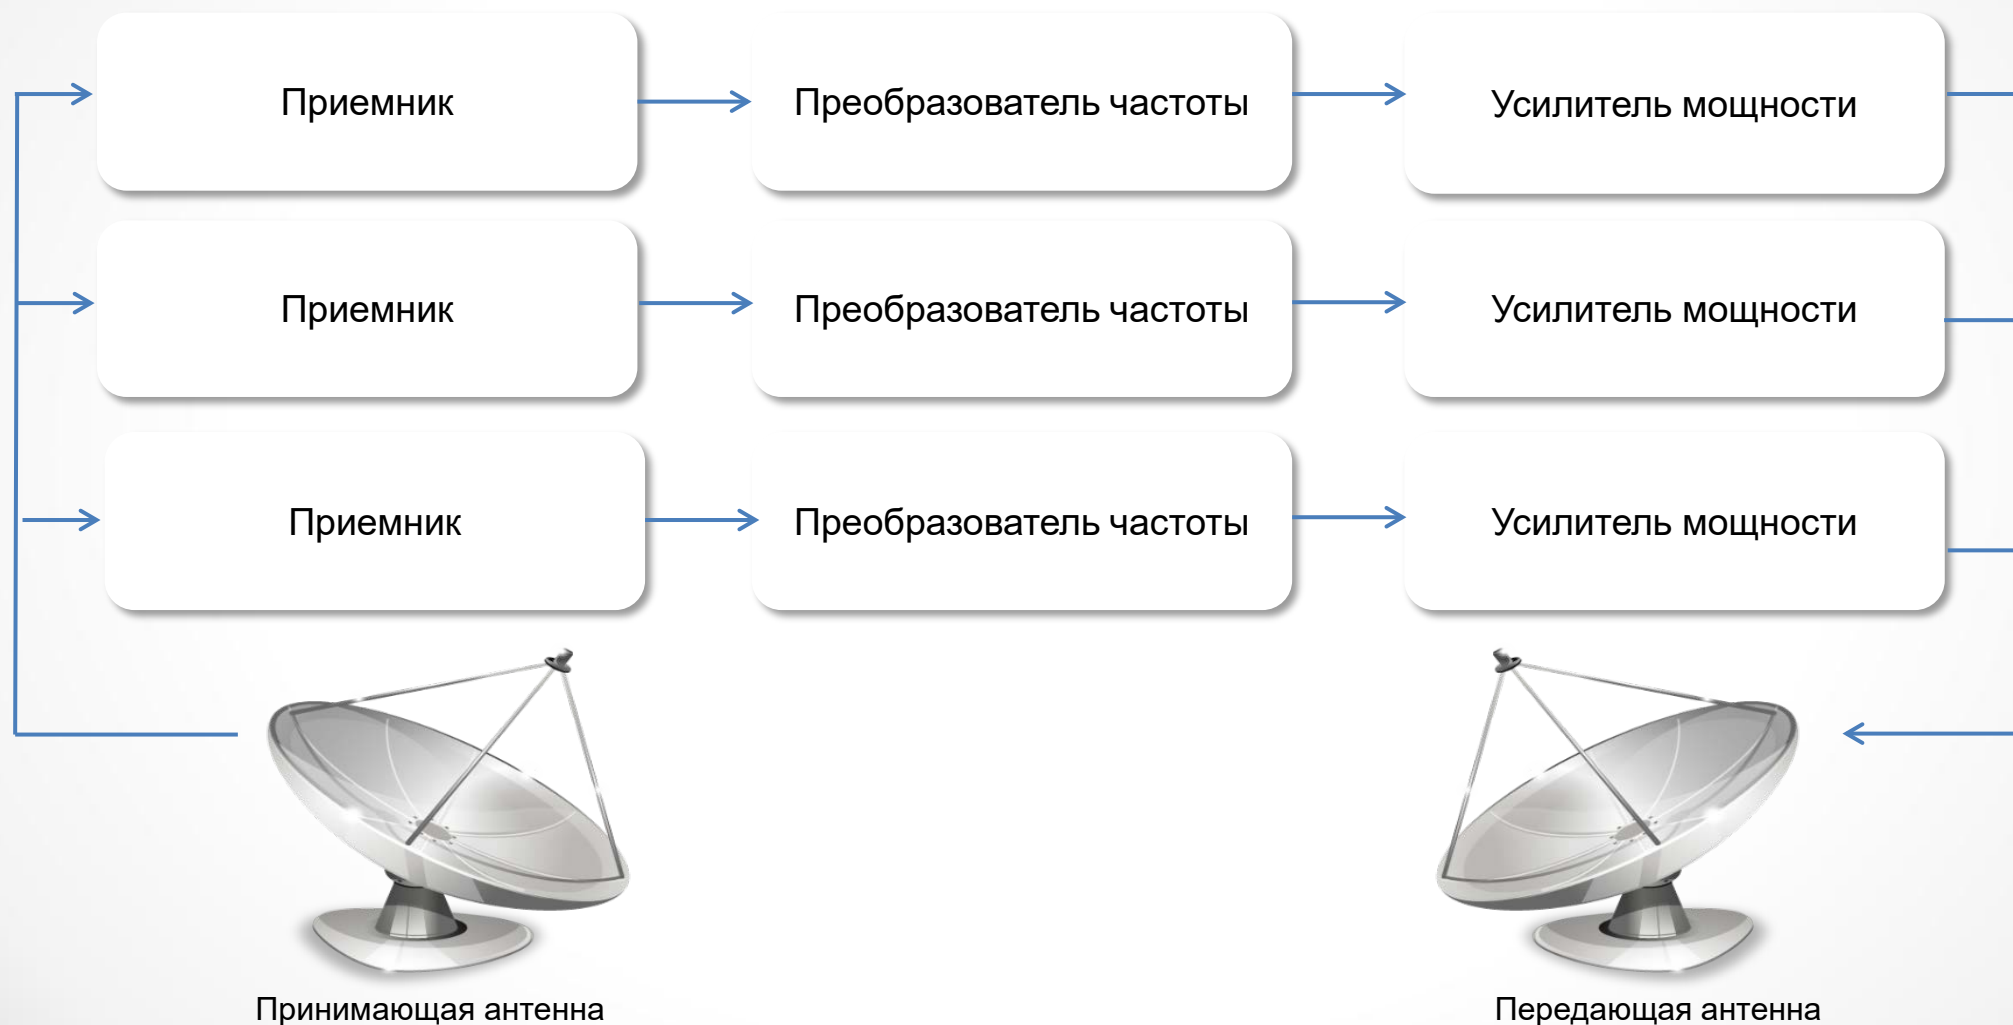 Приемник
Преобразователь частоты
Усилитель мощности
Приемник
Преобразователь частоты
Усилитель мощности
Приемник
Преобразователь частоты
Усилитель мощности
Принимающая антенна
Передающая антенна